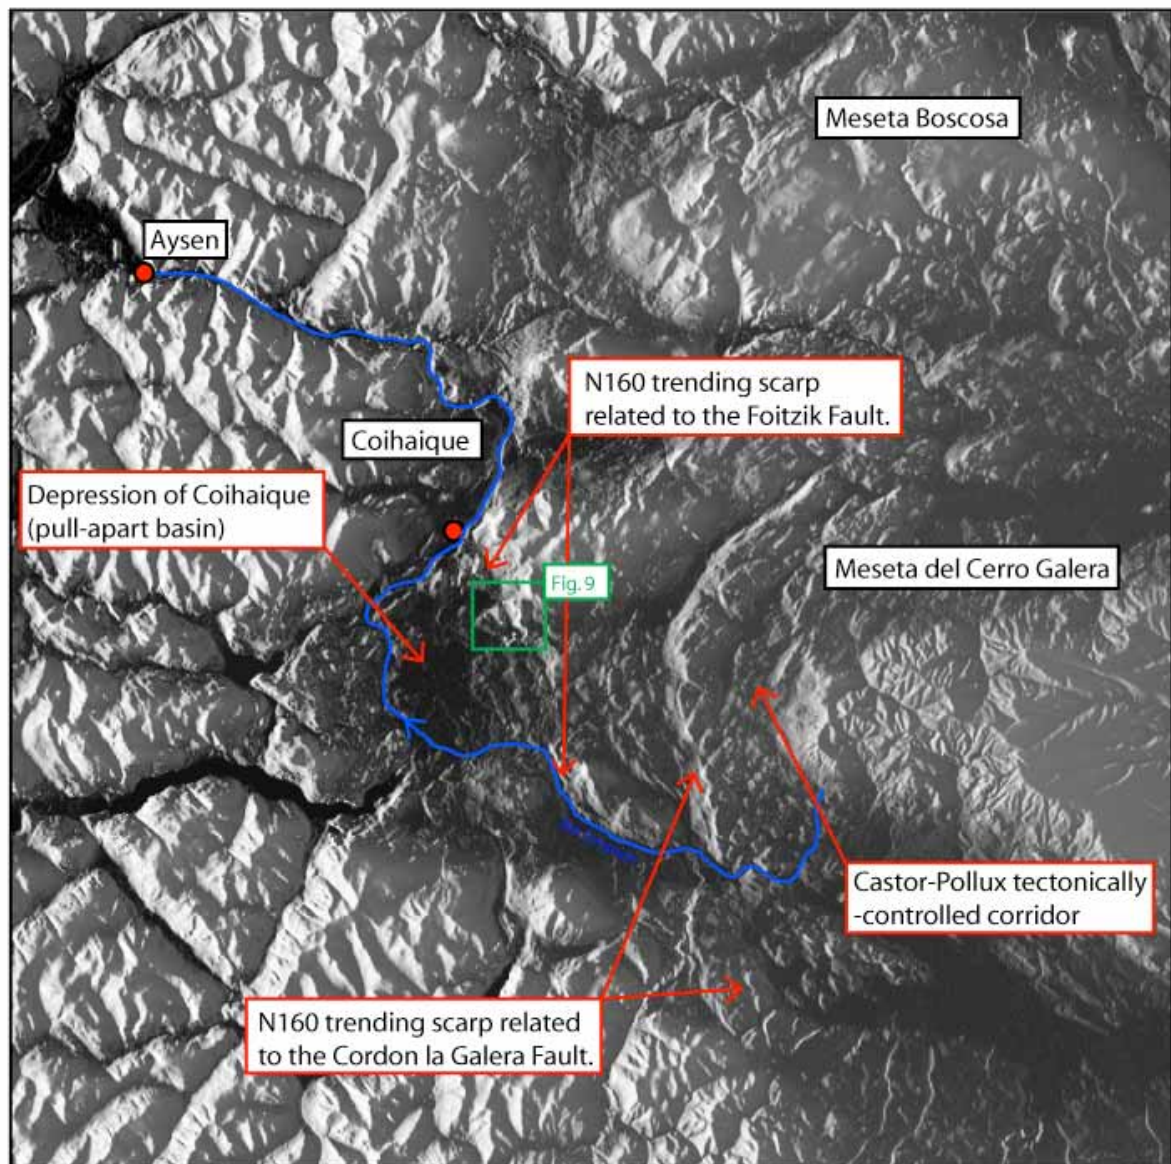 Meseta Boscosa
Aysen
N160 trending scarp
related to the Foitzik Fault.
Coihaique
Depression of Coihaique
(pull-apart basin)
Meseta del Cerro Galera
Fig. 9
Castor-Pollux tectonically
-controlled corridor
N160 trending scarp related
to the Cordon la Galera Fault.